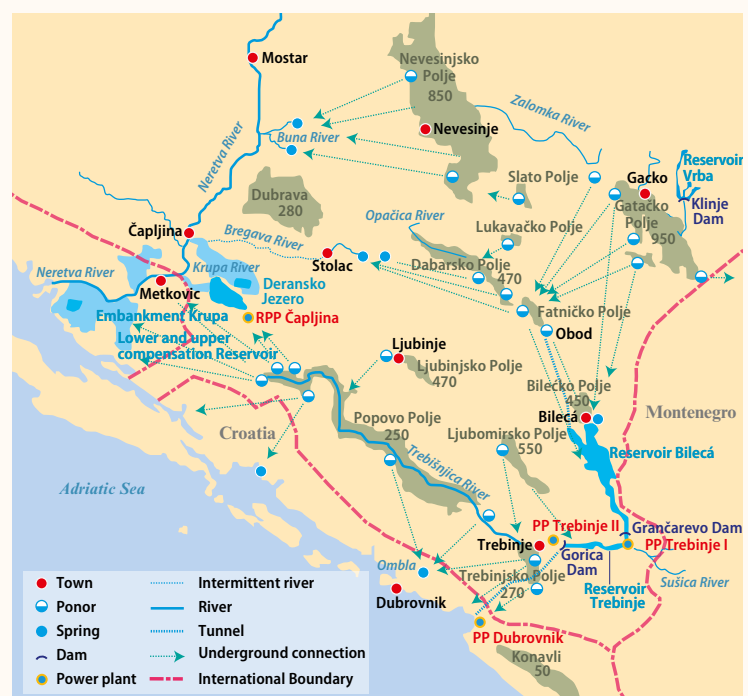 Mostar
Nevesinjsko
Polje
850
Zalomka River
Buna River
Nevesinje
Neretva River
Reservoir
Vrba
Slato Polje
Gacko
Dubrava
280
Gatačko
Polje
950
Klinje
Dam
Opačica River
Lukavačko Polje
Čapljina
Bregava River
Stolac
Dabarsko Polje
470
Neretva River
Krupa River
Metkovic
Deransko
Jezero
Fatničko Polje
Embankment Krupa
RPP Čapljina
Obod
Lower and upper
compensation Reservoir
Ljubinje
Ljubinjsko Polje
470
Bilečko Polje
450
Bilecá
Montenegro
Popovo Polje
250
Croatia
Ljubomirsko Polje
550
Reservoir Bilecá
Trebišnjica River
Adriatic Sea
PP Trebinje II
Grančarevo Dam
PP Trebinje I
Trebinje
Gorica
Dam
Ombla
Trebinjsko Polje
270
Reservoir
Trebinje
Sušica River
Dubrovnik
PP Dubrovnik
Konavli
50
Town
Ponor
Spring
Dam
Power plant
Intermittent river
River
Tunnel
Underground connection
International Boundary